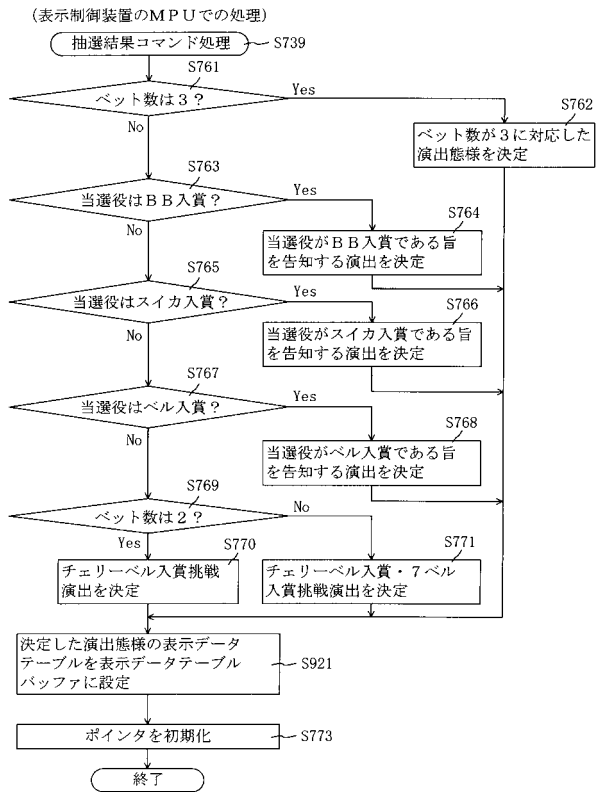 （表示制御装置のＭＰＵでの処理）
抽選結果コマンド処理
S739
S761
ベット数は３？
Yes
No
S762
ベット数が３に対応した
演出態様を決定
S763
当選役はＢＢ入賞？
Yes
No
S764
当選役がＢＢ入賞である旨
を告知する演出を決定
S765
当選役はスイカ入賞？
Yes
No
S766
当選役がスイカ入賞である旨
を告知する演出を決定
S767
当選役はベル入賞？
Yes
No
S768
当選役がベル入賞である旨
を告知する演出を決定
S769
ベット数は２？
No
Yes
S770
チェリーベル入賞挑戦
演出を決定
S771
チェリーベル入賞・７ベル
入賞挑戦演出を決定
決定した演出態様の表示データ
テーブルを表示データテーブル
バッファに設定
S921
ポインタを初期化
S773
終了